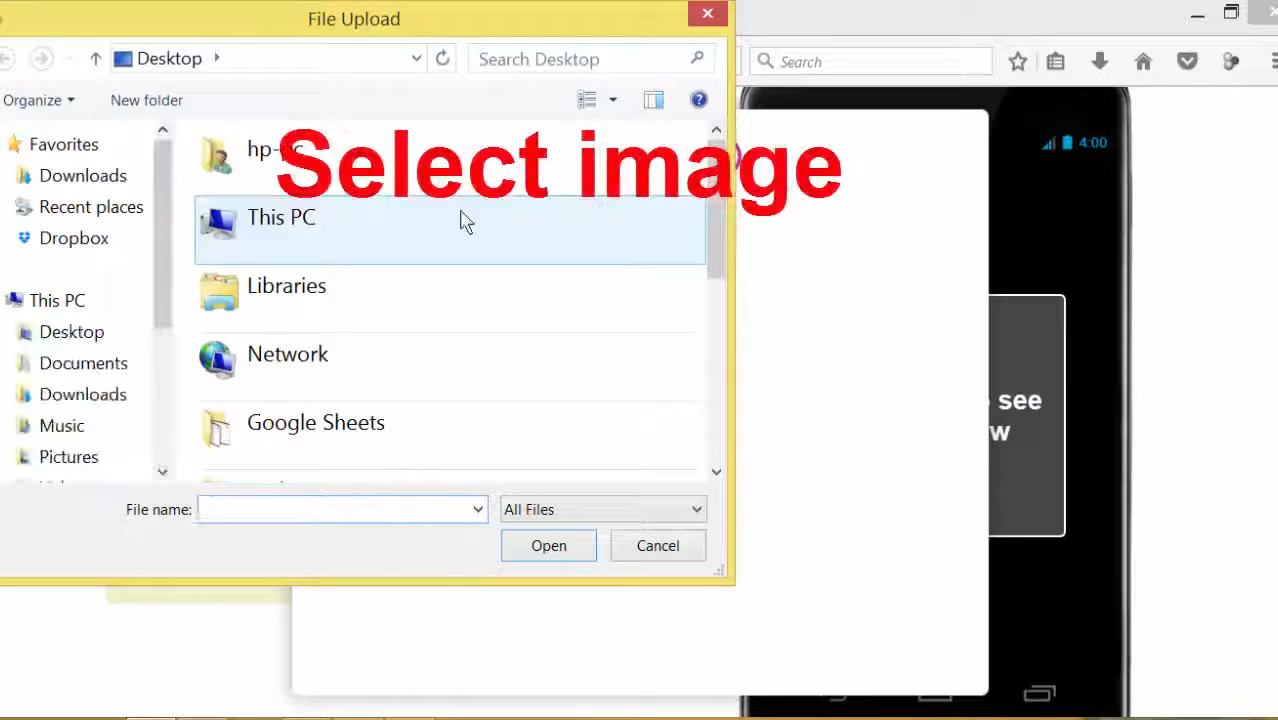 File Upload
Desktop
Search Desktop
Search
Organize
New folder
Favorites
Downloads
Recent places
Dropbox
This PC
Desktop
Documents
Downloads
Music
Pictures
hp-pc
Select image
This PC
Libraries
Network
Google Sheets
File name:
All Files
Open
Cancel
4:00
see